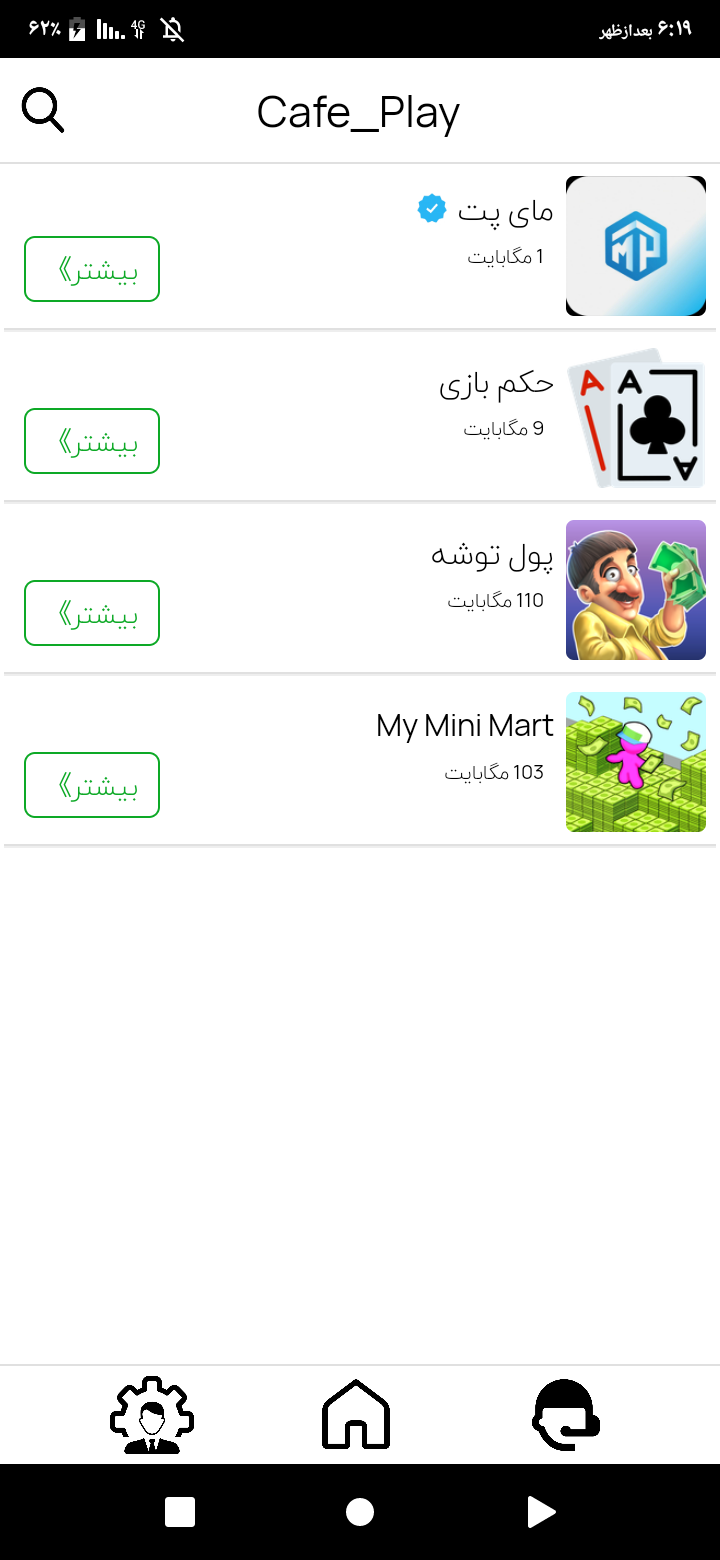 ۶:۱۹ بعدازظهر
4G
۶۲٪
Cafe_Play
مای پت
1 مگابایت
بیشتر》
حکم بازی
9 مگابایت
بیشتر》
پول توشه
110 مگابایت
بیشتر》
My Mini Mart
103 مگابایت
بیشتر》